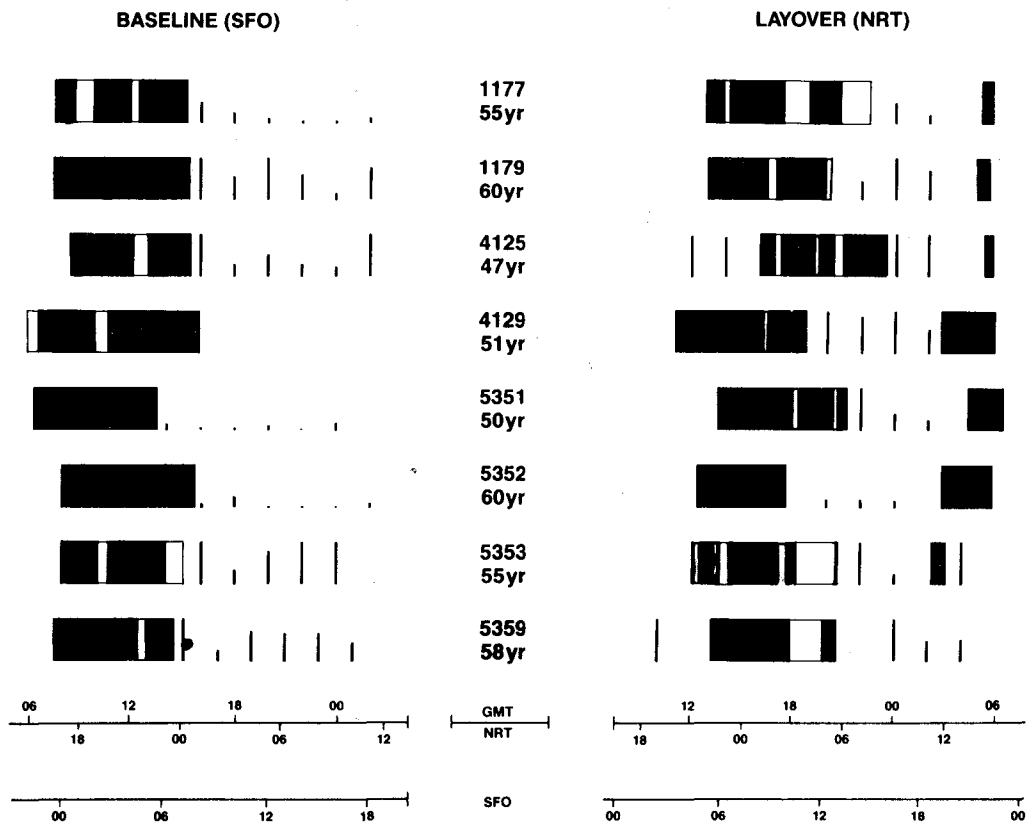 BASELINE (SFO)
LAYOVER (NRT)
1177
55yr
1179
60yr
4125
47yr
4129
51yr
5351
50yr
5352
60yr
5353
55yr
5359
58yr
06 12 18 00 GMT 12 18 00 06
18 00 06 12 NRT 18 00 06 12
SFO
00 06 12 18 00 06 12 18 00